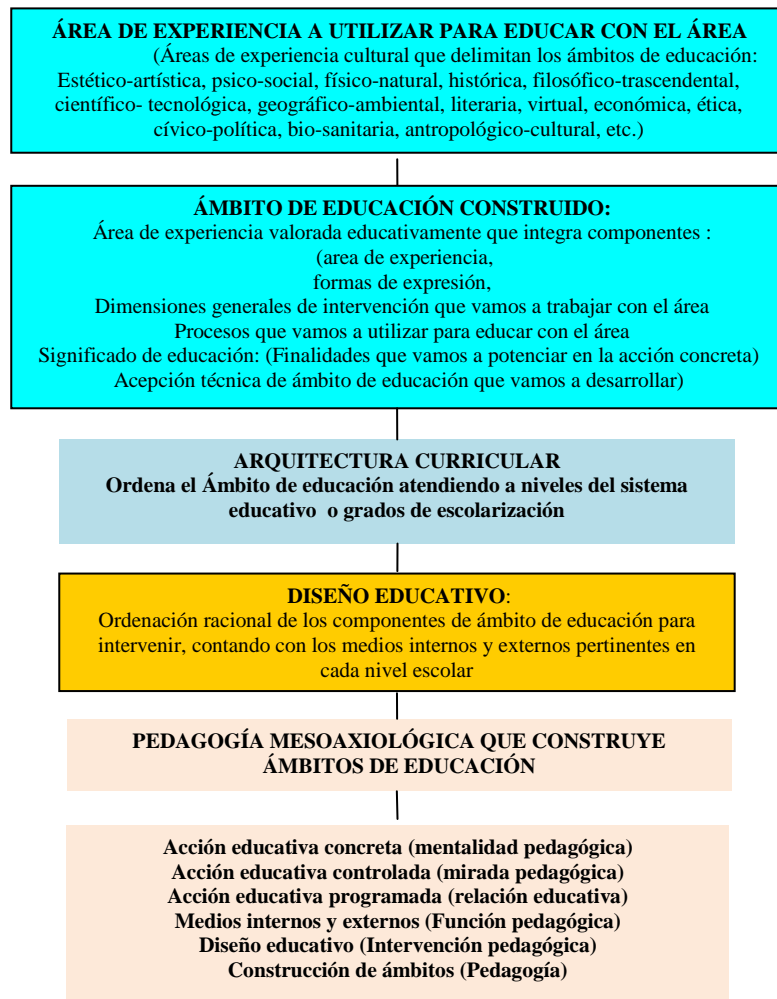 ÁREA DE EXPERIENCIA A UTILIZAR PARA EDUCAR CON EL ÁREA
(Áreas de experiencia cultural que delimitan los ámbitos de educación:
Estético-artística, psico-social, físico-natural, histórica, filosófico-trascendental,
científico- tecnológica, geográfico-ambiental, literaria, virtual, económica, ética,
cívico-política, bio-sanitaria, antropológico-cultural, etc.)
ÁMBITO DE EDUCACIÓN CONSTRUIDO:
Área de experiencia valorada educativamente que integra componentes :
(area de experiencia,
formas de expresión,
Dimensiones generales de intervención que vamos a trabajar con el área
Procesos que vamos a utilizar para educar con el área
Significado de educación: (Finalidades que vamos a potenciar en la acción concreta)
Acepción técnica de ámbito de educación que vamos a desarrollar)
ARQUITECTURA CURRICULAR
Ordena el Ámbito de educación atendiendo a niveles del sistema
educativo o grados de escolarización
DISEÑO EDUCATIVO:
Ordenación racional de los componentes de ámbito de educación para
intervenir, contando con los medios internos y externos pertinentes en
cada nivel escolar
PEDAGOGÍA MESOAXIOLÓGICA QUE CONSTRUYE
ÁMBITOS DE EDUCACIÓN
Acción educativa concreta (mentalidad pedagógica)
Acción educativa controlada (mirada pedagógica)
Acción educativa programada (relación educativa)
Medios internos y externos (Función pedagógica)
Diseño educativo (Intervención pedagógica)
Construcción de ámbitos (Pedagogía)